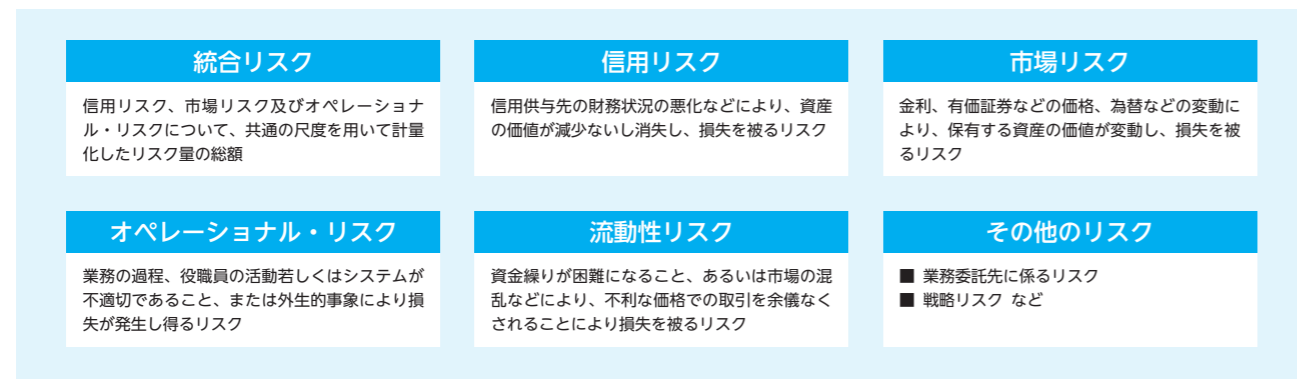 統合リスク
信用リスク、市場リスク及びオペレーショナ
ル・リスクについて、共通の尺度を用いて計量
化したリスク量の総額
信用リスク
信用供与先の財務状況の悪化などにより、資産
の価値が減少ないし消失し、損失を被るリスク
市場リスク
金利、有価証券などの価格、為替などの変動に
より、保有する資産の価値が変動し、損失を被
るリスク
オペレーショナル・リスク
業務の過程、役職員の活動若しくはシステムが
不適切であること、または外生的事象により損
失が発生し得るリスク
流動性リスク
資金繰りが困難になること、あるいは市場の混
乱などにより、不利な価格での取引を余儀なく
されることにより損失を被るリスク
その他のリスク
■ 業務委託先に係るリスク
■ 戦略リスク など